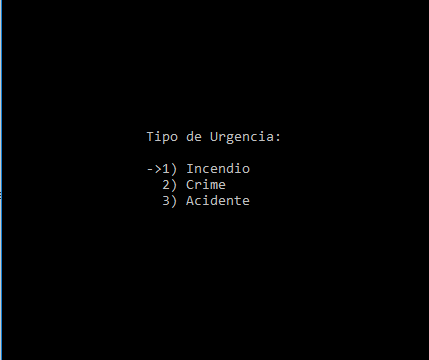 Tipo de Urgencia:
->1) Incendio
2) Crime
3) Acidente